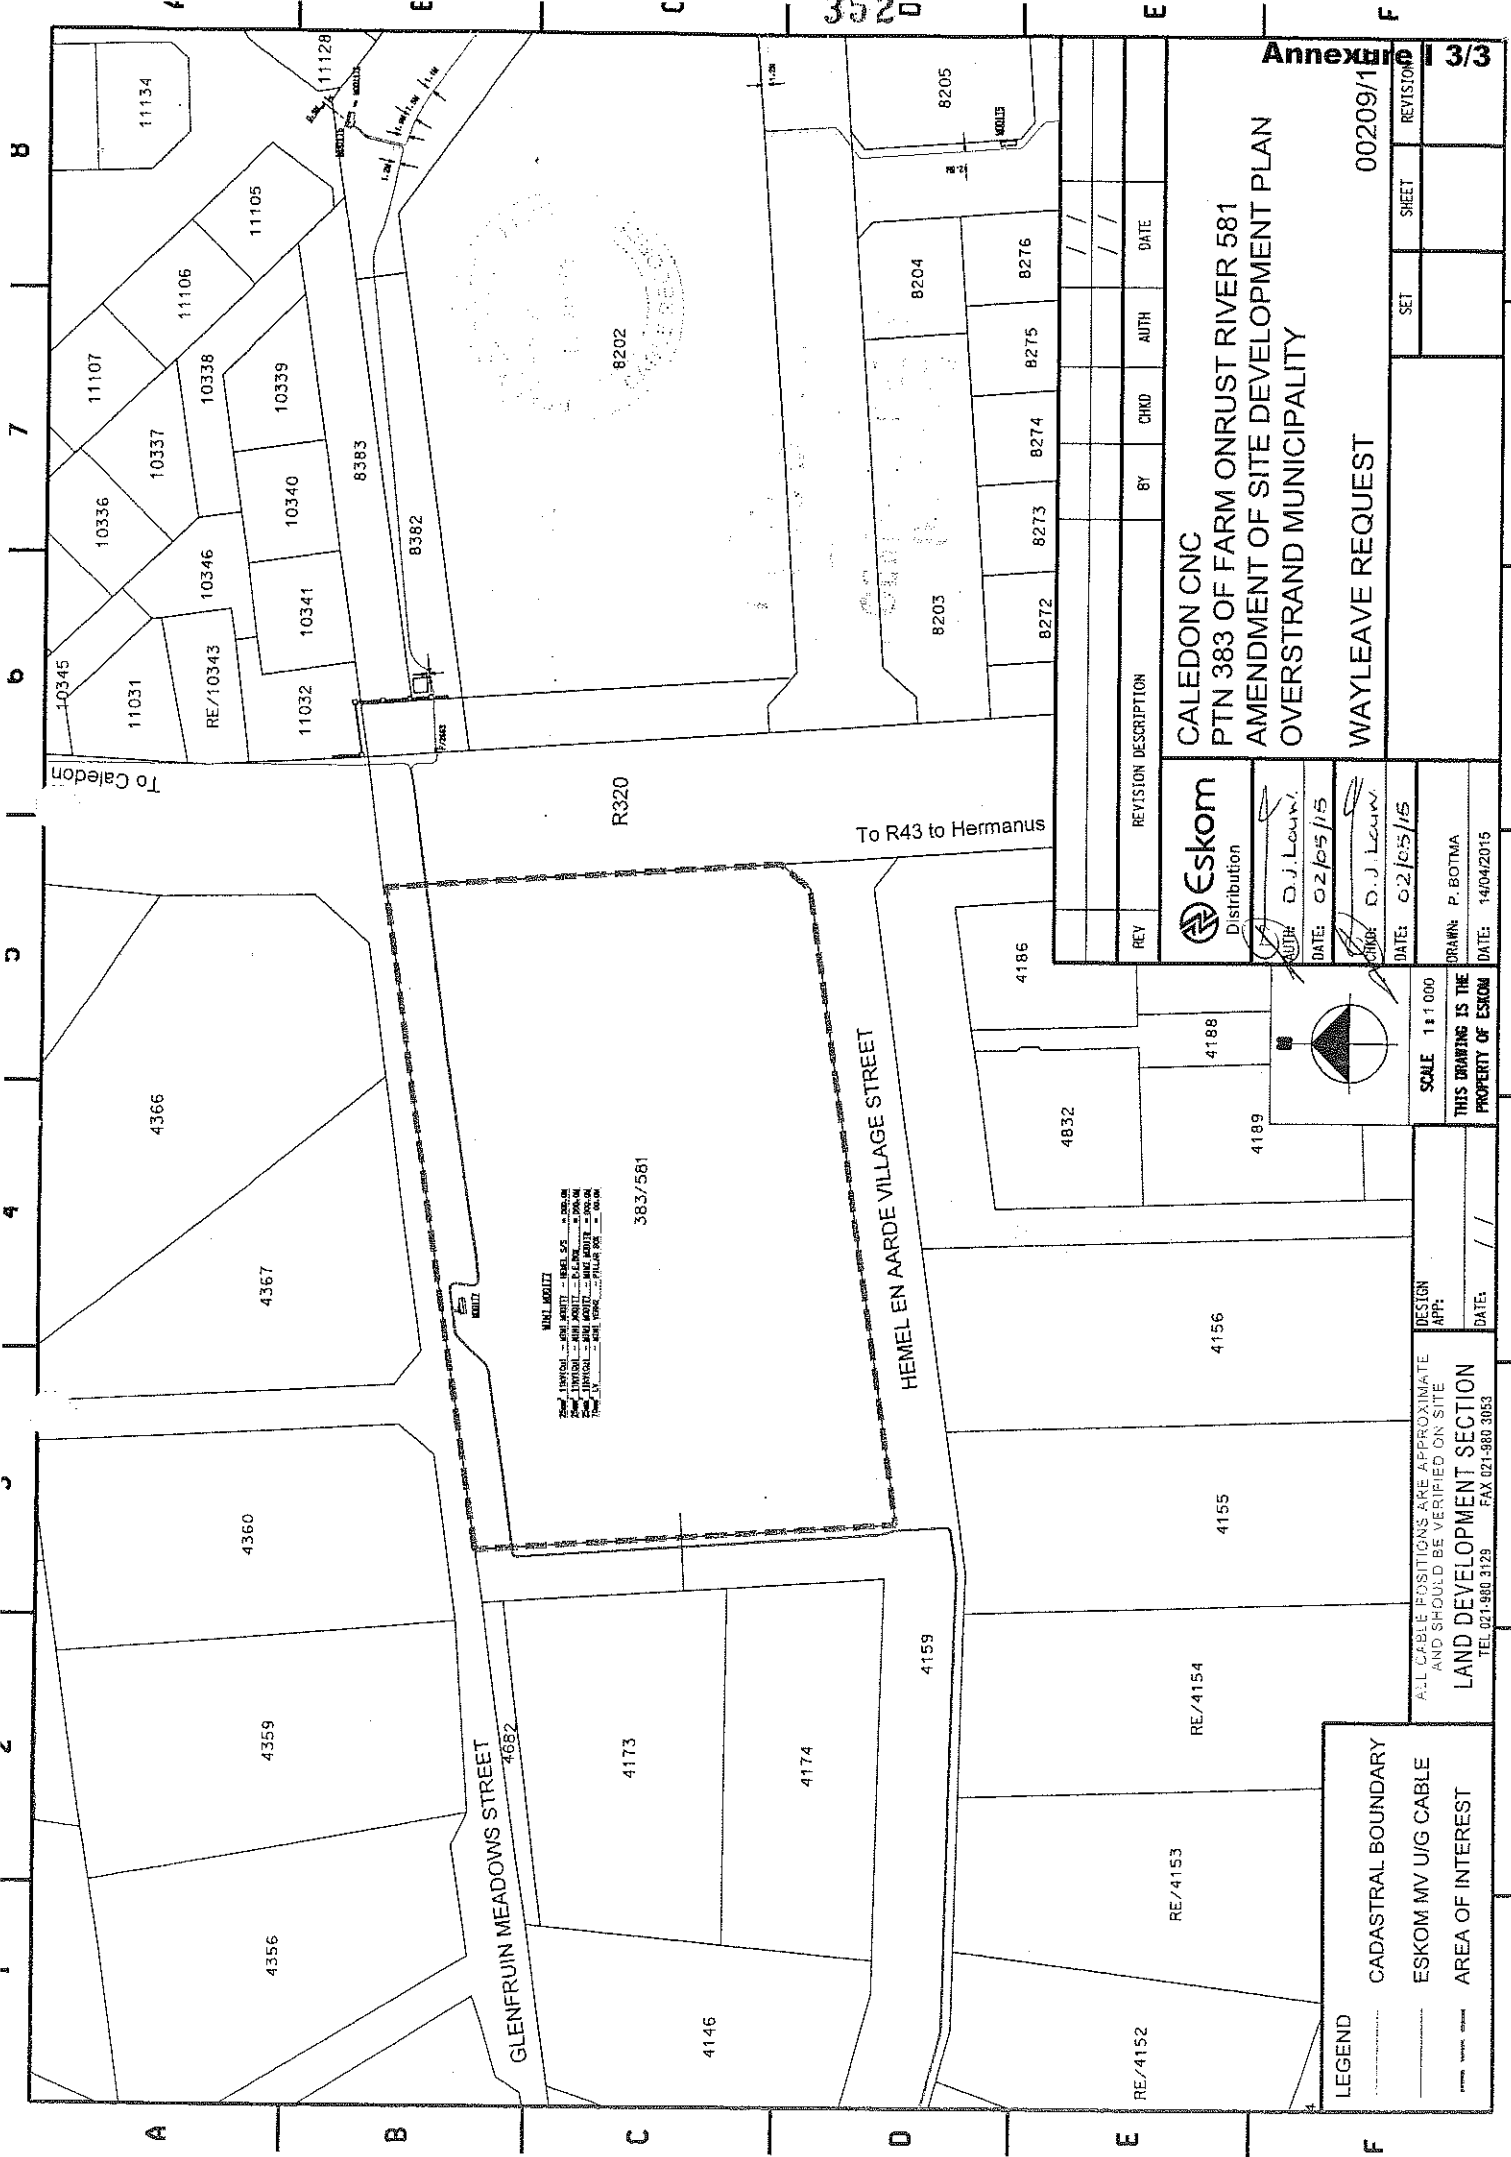 Annexure I 3/3
352
A
B
C
D
E
F
1
2
3
4
5
6
7
8
4356
4359
4360
4367
4366
4682
4173
4174
4146
4159
RE/4152
RE/4153
RE/4154
4155
4156
4832
4189
4188
4186
383/581
GLENFRUIN MEADOWS STREET
HEMEL EN AARDE VILLAGE STREET
R320
To R43 to Hermanus
To Caledon
10345
11031
RE/10343
11032
10346
10341
10340
10339
10338
10337
10336
11107
11106
11105
11134
11128
8383
8382
8202
8203
8204
8205
8272
8273
8274
8275
8276
LEGEND
CADASTRAL BOUNDARY
ESKOM MV U/G CABLE
AREA OF INTEREST
ALL CABLE POSITIONS ARE APPROXIMATE
AND SHOULD BE VERIFIED ON SITE
LAND DEVELOPMENT SECTION
TEL 021-980 3129 FAX 021-980 3053
DESIGN
APP:
DATE: / /
SCALE 1:1000
THIS DRAWING IS THE
PROPERTY OF ESKOM
REV
REVISION DESCRIPTION
BY
CHKD
AUTH
DATE
Eskom
Distribution
AUTH:
DATE: 02/05/15
CHKD:
DATE: 02/05/15
DRAWN: P. BOTMA
DATE: 14/04/2015
CALEDON CNC
PTN 383 OF FARM ONRUST RIVER 581
AMENDMENT OF SITE DEVELOPMENT PLAN
OVERSTRAND MUNICIPALITY
WAYLEAVE REQUEST
00209/1
SET
SHEET
REVISION